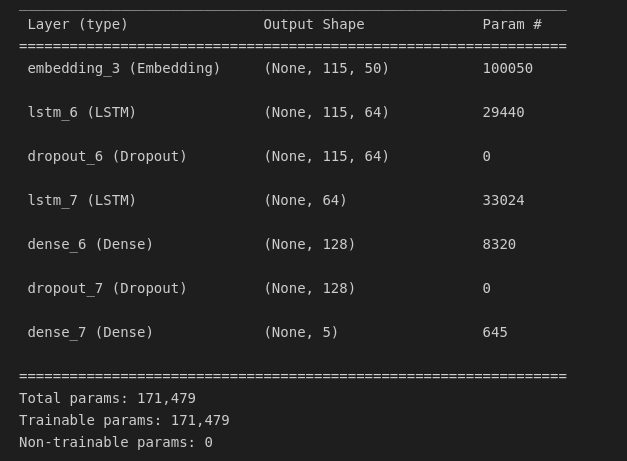 Layer (type) Output Shape Param #
=================================================================
embedding_3 (Embedding) (None, 115, 50) 100050
lstm_6 (LSTM) (None, 115, 64) 29440
dropout_6 (Dropout) (None, 115, 64) 0
lstm_7 (LSTM) (None, 64) 33024
dense_6 (Dense) (None, 128) 8320
dropout_7 (Dropout) (None, 128) 0
dense_7 (Dense) (None, 5) 645
=================================================================
Total params: 171,479
Trainable params: 171,479
Non-trainable params: 0